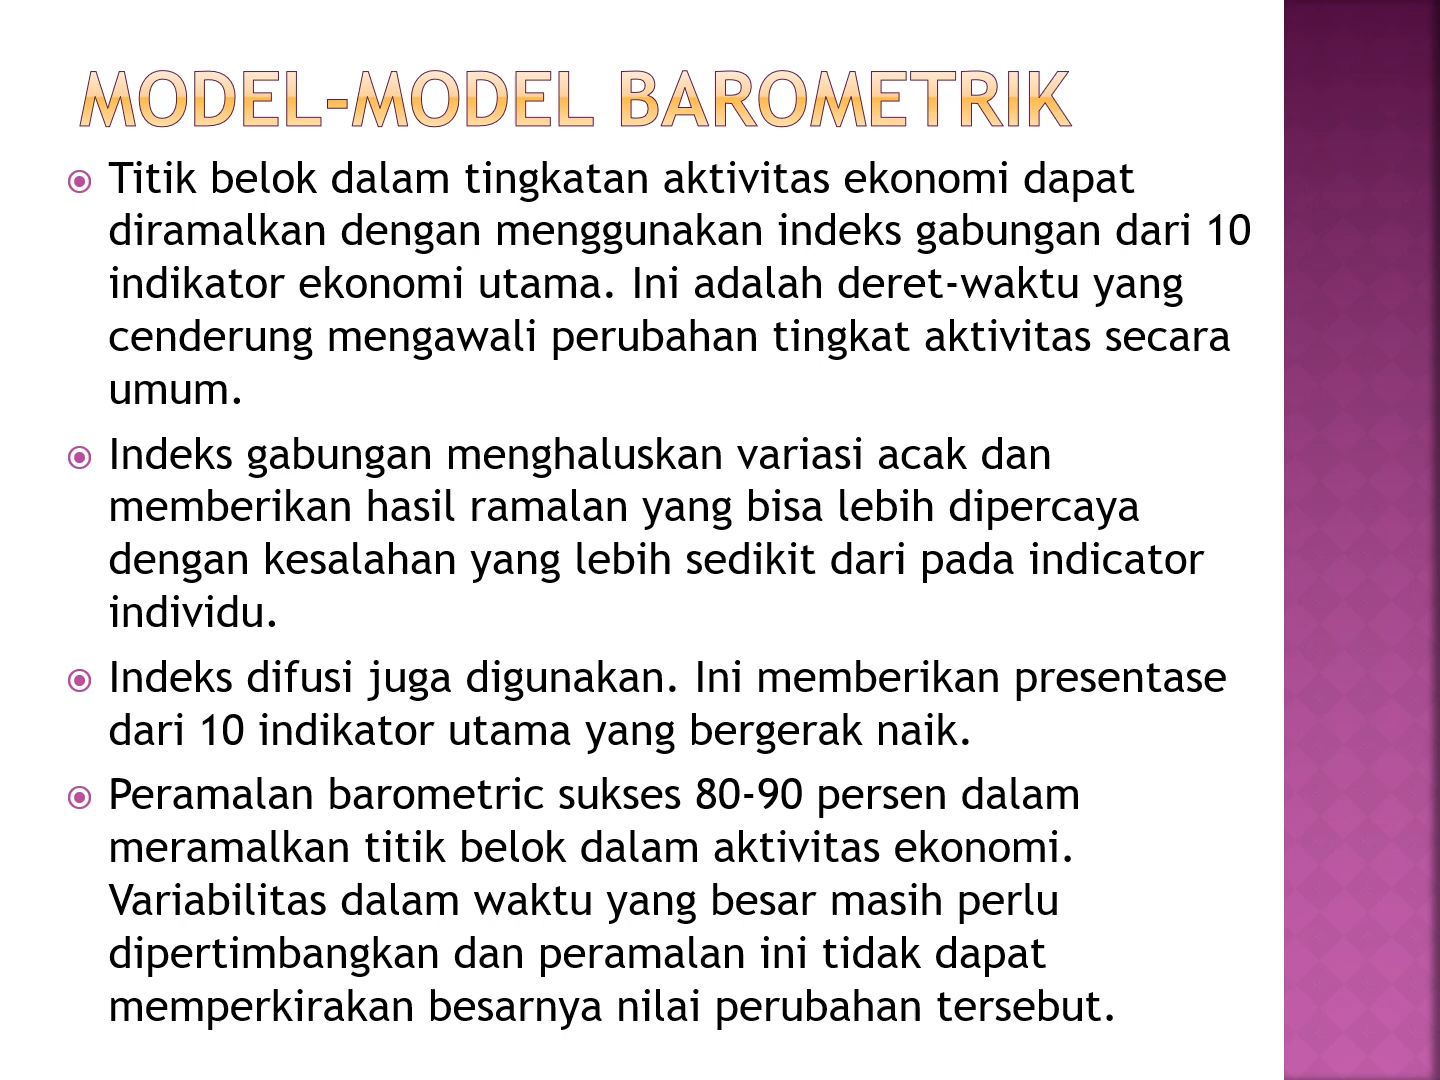 MODEL-MODEL BAROMETRIK
Titik belok dalam tingkatan aktivitas ekonomi dapat
diramalkan dengan menggunakan indeks gabungan dari 10
indikator ekonomi utama. Ini adalah deret-waktu yang
cenderung mengawali perubahan tingkat aktivitas secara
umum.
Indeks gabungan menghaluskan variasi acak dan
memberikan hasil ramalan yang bisa lebih dipercaya
dengan kesalahan yang lebih sedikit dari pada indicator
individu.
Indeks difusi juga digunakan. Ini memberikan presentase
dari 10 indikator utama yang bergerak naik.
Peramalan barometric sukses 80-90 persen dalam
meramalkan titik belok dalam aktivitas ekonomi.
Variabilitas dalam waktu yang besar masih perlu
dipertimbangkan dan peramalan ini tidak dapat
memperkirakan besarnya nilai perubahan tersebut.